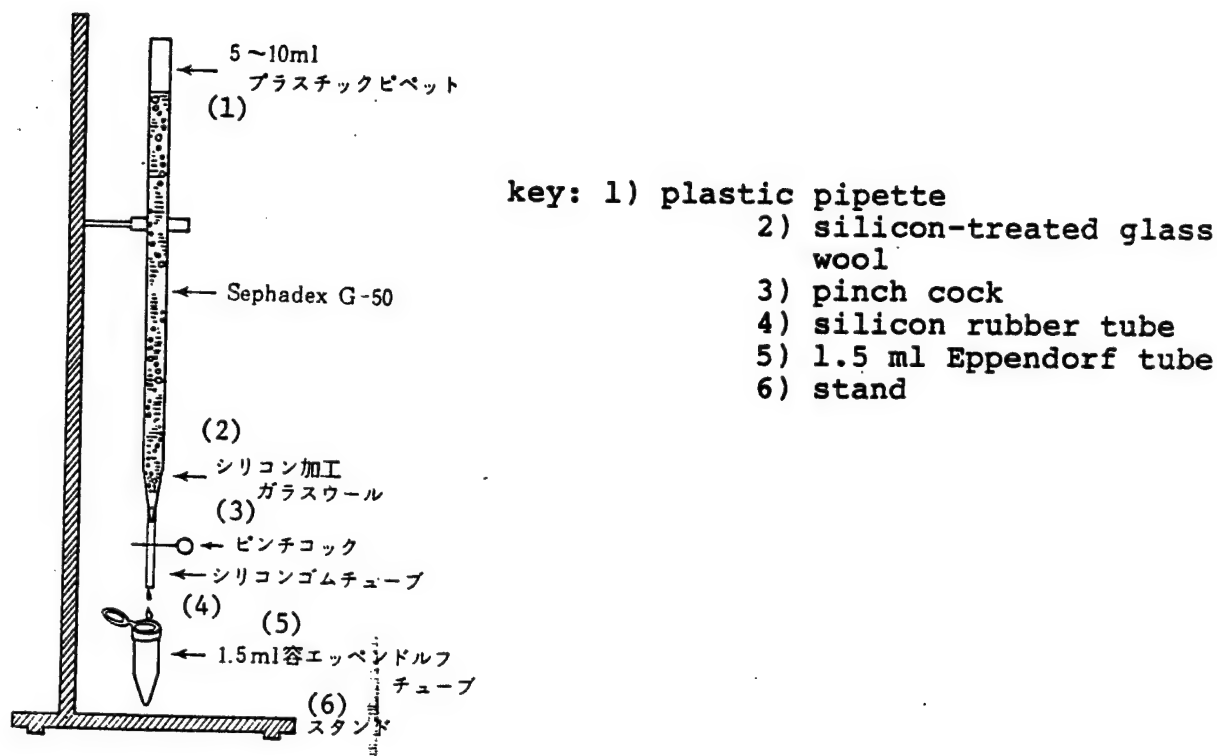 5～10ml
プラスチックピペット
(1)
key: 1) plastic pipette
2) silicon-treated glass
wool
3) pinch cock
4) silicon rubber tube
5) 1.5 ml Eppendorf tube
6) stand
Sephadex G-50
(2)
シリコン加工
ガラスウール
(3)
ピンチコック
シリコンゴムチューブ
(4)
(5)
1.5ml容エッペンドルフ
チューブ
(6)
スタンド